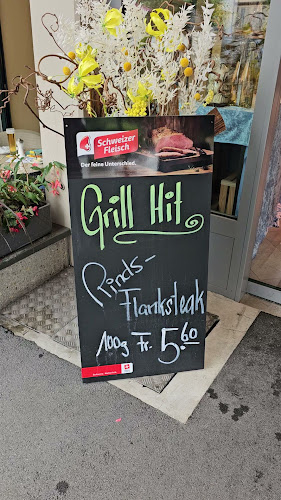 Schweizer
Fleisch
Der feine Unterschied.
Grill Hit
Rinds-
Flanksteak
100g Fr. 5.60